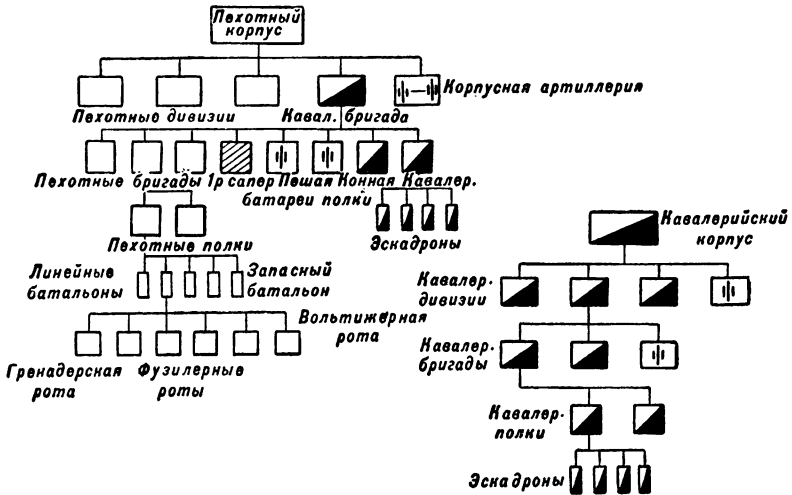 Пехотный
корпус
Корпусная артиллерия
Пехотные дивизии
Кавал. бригада
Пехотные бригады 1р сапер Пешая Конная Кавалер.
батареи полки
Эскадроны
Пехотные полки
Линейные
батальоны
Запасный
батальон
Вольтижерная
рота
Гренадерская
рота
Фузилерные
роты
Кавалерийский
корпус
Кавалер.
дивизии
Кавалер.
бригады
Кавалер.
полки
Эскадроны